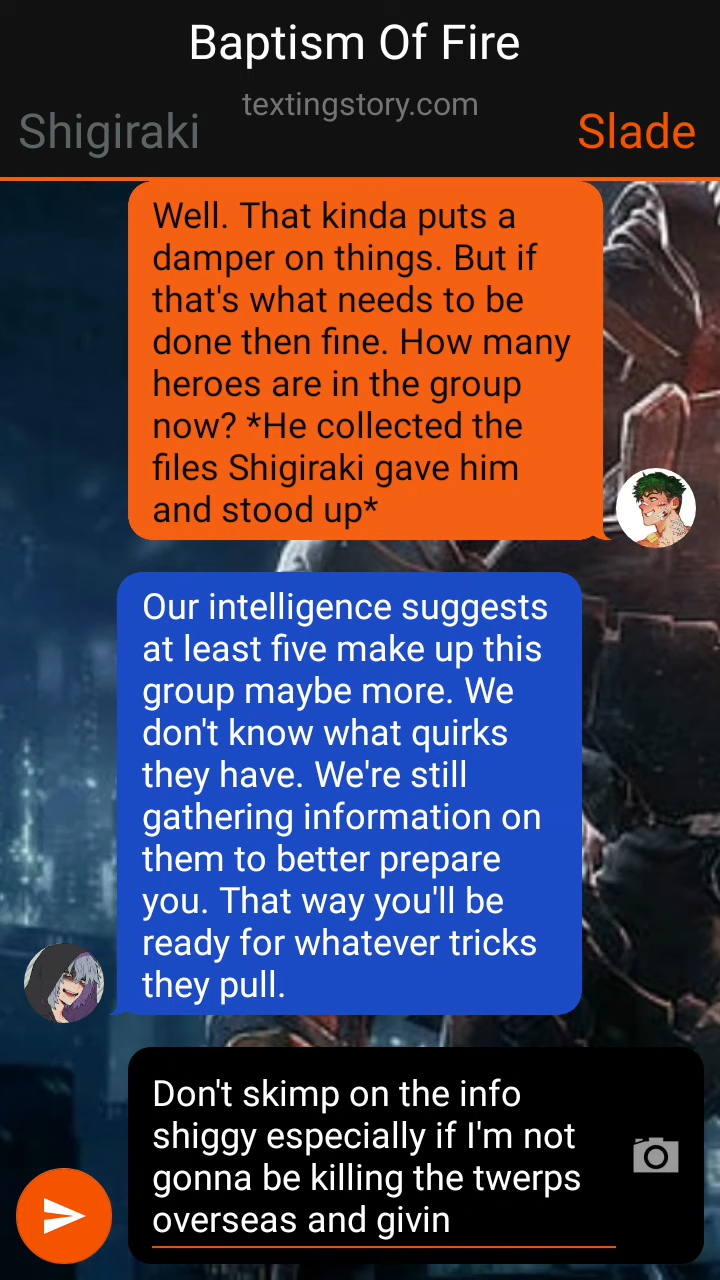 Baptism Of Fire
textingstory.com
Shigiraki
Slade
Well. That kinda puts a
damper on things. But if
that's what needs to be
done then fine. How many
heroes are in the group
now? *He collected the
files Shigiraki gave him
and stood up*
Our intelligence suggests
at least five make up this
group maybe more. We
don't know what quirks
they have. We're still
gathering information on
them to better prepare
you. That way you'll be
ready for whatever tricks
they pull.
Don't skimp on the info
shiggy especially if I'm not
gonna be killing the twerps
overseas and givin